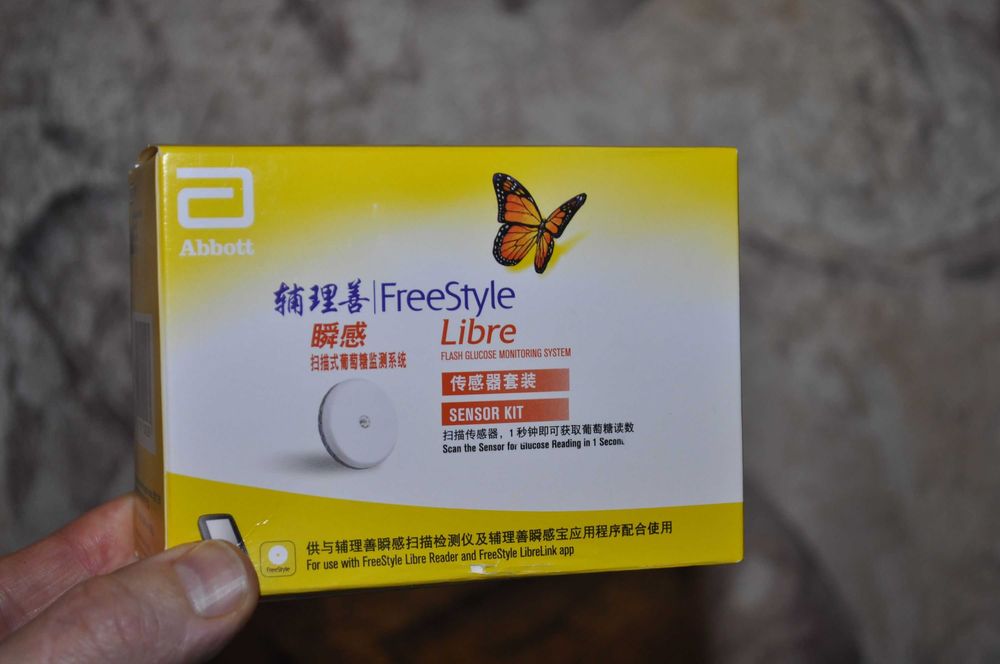 Abbott
辅理善|FreeStyle
瞬感 Libre
扫描式葡萄糖监测系统 FLASH GLUCOSE MONITORING SYSTEM
传感器套装
SENSOR KIT
扫描传感器，1秒钟即可获取葡萄糖读数
Scan the Sensor for Glucose Reading in 1 Second
供与辅理善瞬感扫描检测仪及辅理善瞬感宝应用程序配合使用
FreeStyle
For use with FreeStyle Libre Reader and FreeStyle LibreLink app